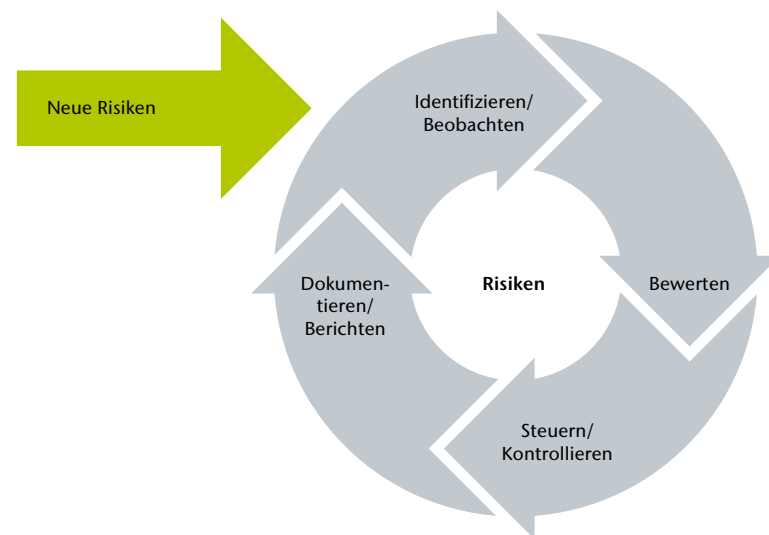 Neue Risiken
Identifizieren/
Beobachten
Bewerten
Steuern/
Kontrollieren
Dokumen-
tieren/
Berichten
Risiken